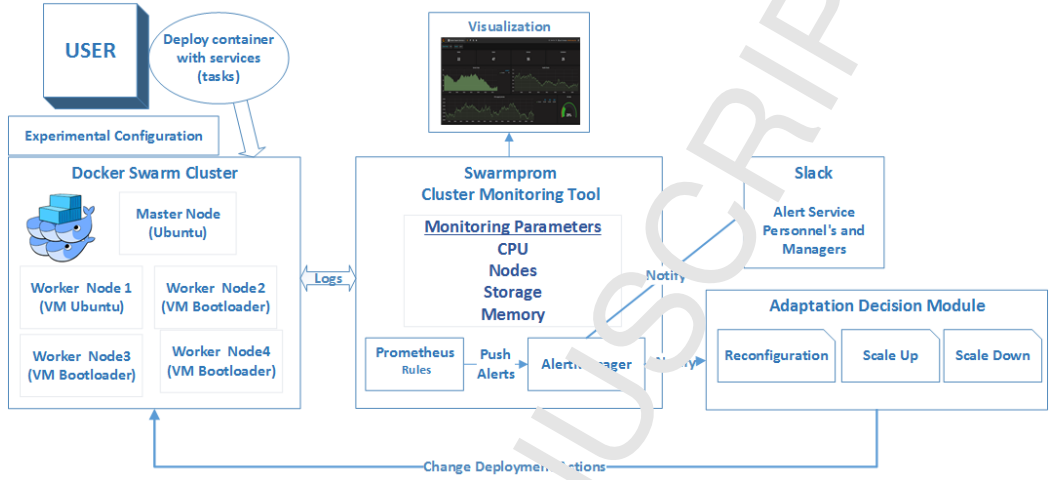 USER
Deploy container
with services
(tasks)
Experimental Configuration
Docker Swarm Cluster
Master Node
(Ubuntu)
Worker Node 1
(VM Ubuntu)
Worker Node2
(VM Bootloader)
Worker Node3
(VM Bootloader)
Worker Node4
(VM Bootloader)
Logs
Visualization
Swarmprom
Cluster Monitoring Tool
Monitoring Parameters
CPU
Nodes
Storage
Memory
Prometheus
Rules
Push
Alerts
Notify
Slack
Alert Service
Personnel's and
Managers
Adaptation Decision Module
Reconfiguration
Scale Up
Scale Down
Change Deployment Actions